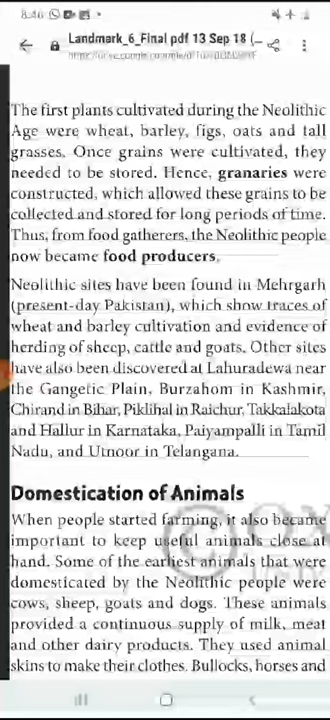 8:46
Landmark_6_Final pdf 13 Sep 18 (_
The first plants cultivated during the Neolithic
Age were wheat, barley, figs, oats and tall
grasses. Once grains were cultivated, they
needed to be stored. Hence, granaries were
constructed, which allowed these grains to be
collected and stored for long periods of time.
Thus, from food gatherers, the Neolithic people
now became food producers.
Neolithic sites have been found in Mehrgarh
(present-day Pakistan), which show traces of
wheat and barley cultivation and evidence of
herding of sheep, cattle and goats. Other sites
have also been discovered at Lahuradewa near
the Gangetic Plain, Burzahom in Kashmir,
Chirand in Bihar, Piklihal in Raichur, Takkalakota
and Hallur in Karnataka, Paiyampalli in Tamil
Nadu, and Utnoor in Telangana.
Domestication of Animals
When people started farming, it also became
important to keep useful animals close at
hand. Some of the earliest animals that were
domesticated by the Neolithic people were
cows, sheep, goats and dogs. These animals
provided a continuous supply of milk, meat
and other dairy products. They used animal
skins to make their clothes. Bullocks, horses and